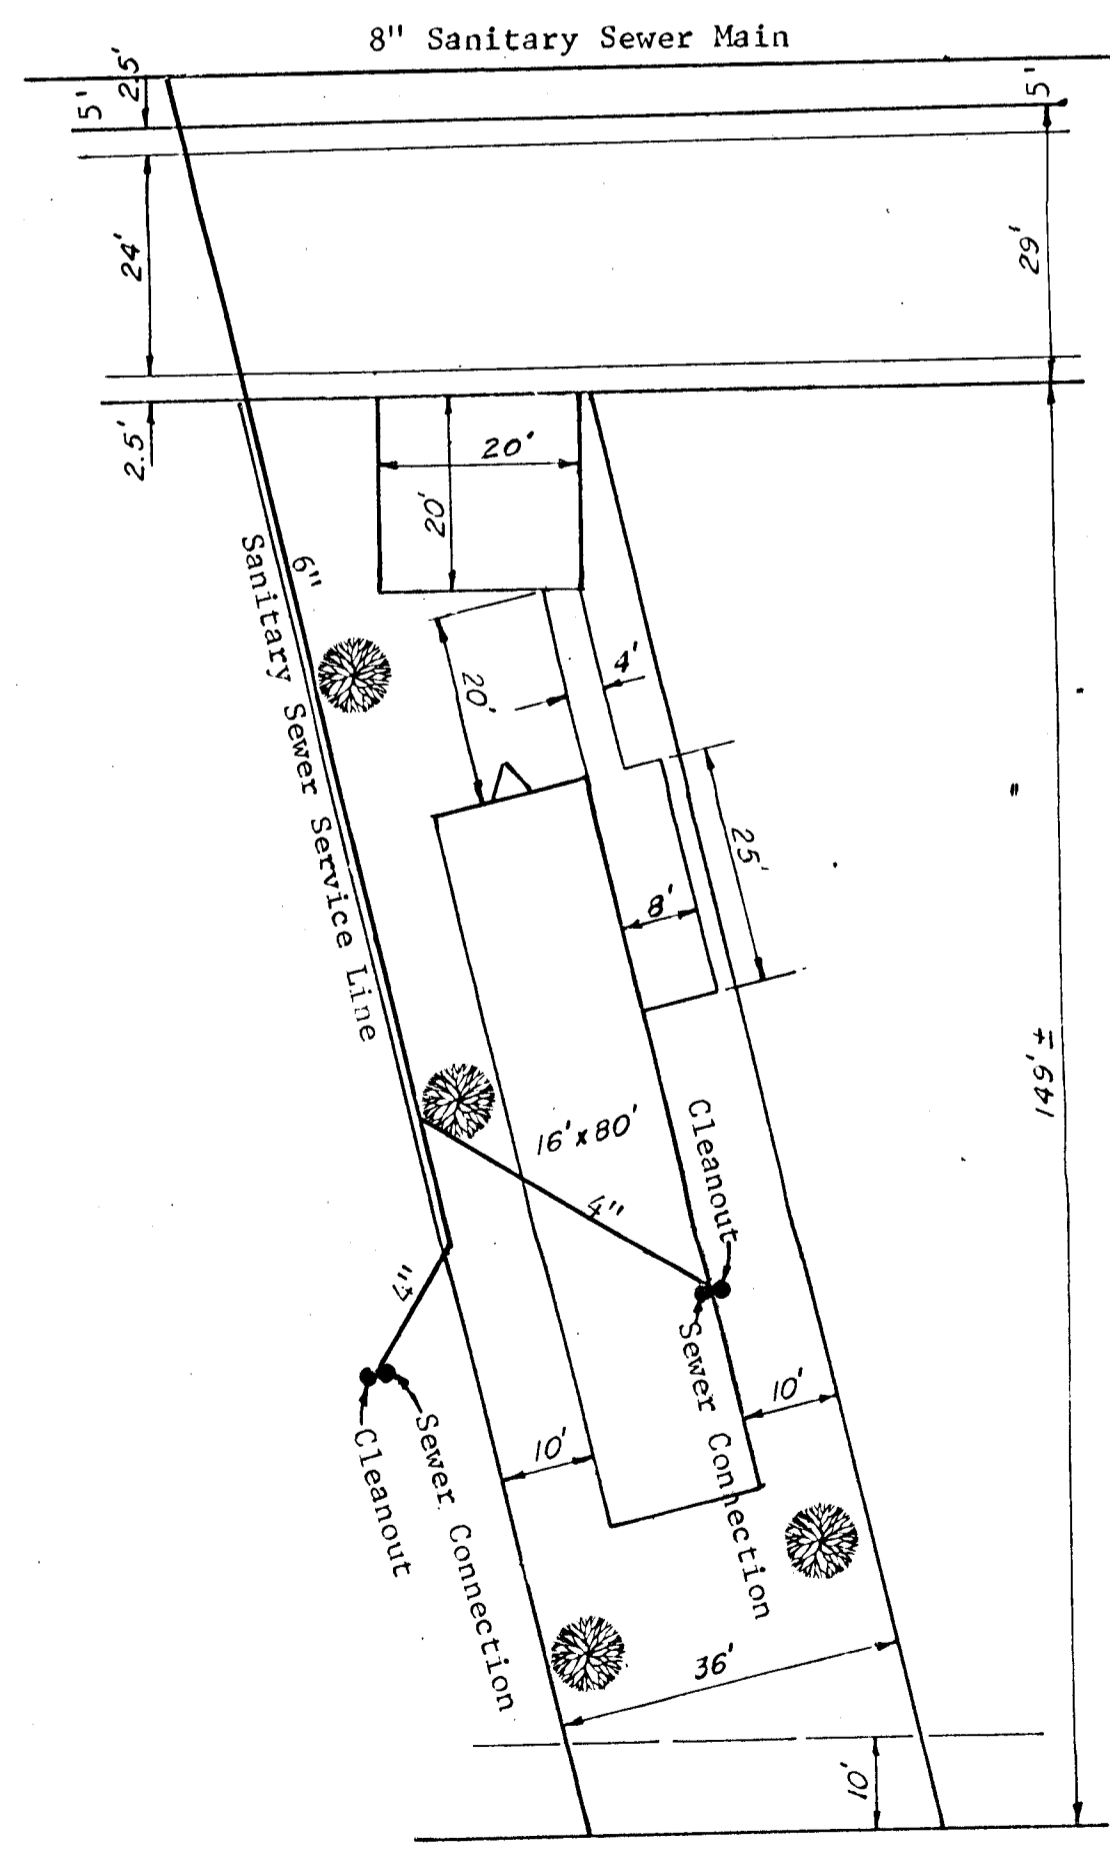 8" Sanitary Sewer Main
2.5'
5'
5'
24'
29'
2.5'
20'
20'
6"
Sanitary Sewer Service Line
4'
20'
25'
8'
149'±
16'x80'
Cleanout
4"
4"
Sewer Connection
10'
10'
Sewer Connection
Cleanout
36'
10'